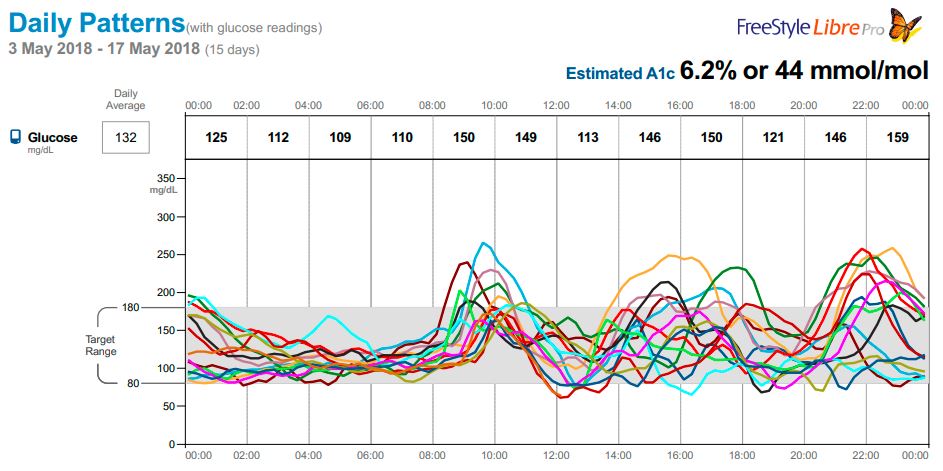 Daily Patterns(with glucose readings)
3 May 2018 - 17 May 2018 (15 days)
FreeStyle Libre Pro
Estimated A1c 6.2% or 44 mmol/mol
Daily
Average
00:00 02:00 04:00 06:00 08:00 10:00 12:00 14:00 16:00 18:00 20:00 22:00 00:00
Glucose
mg/dL
132
125 112 109 110 150 149 113 146 150 121 146 159
350
mg/dL
300
250
200
180
150
Target
Range
100
80
50
0
00:00 02:00 04:00 06:00 08:00 10:00 12:00 14:00 16:00 18:00 20:00 22:00 00:00